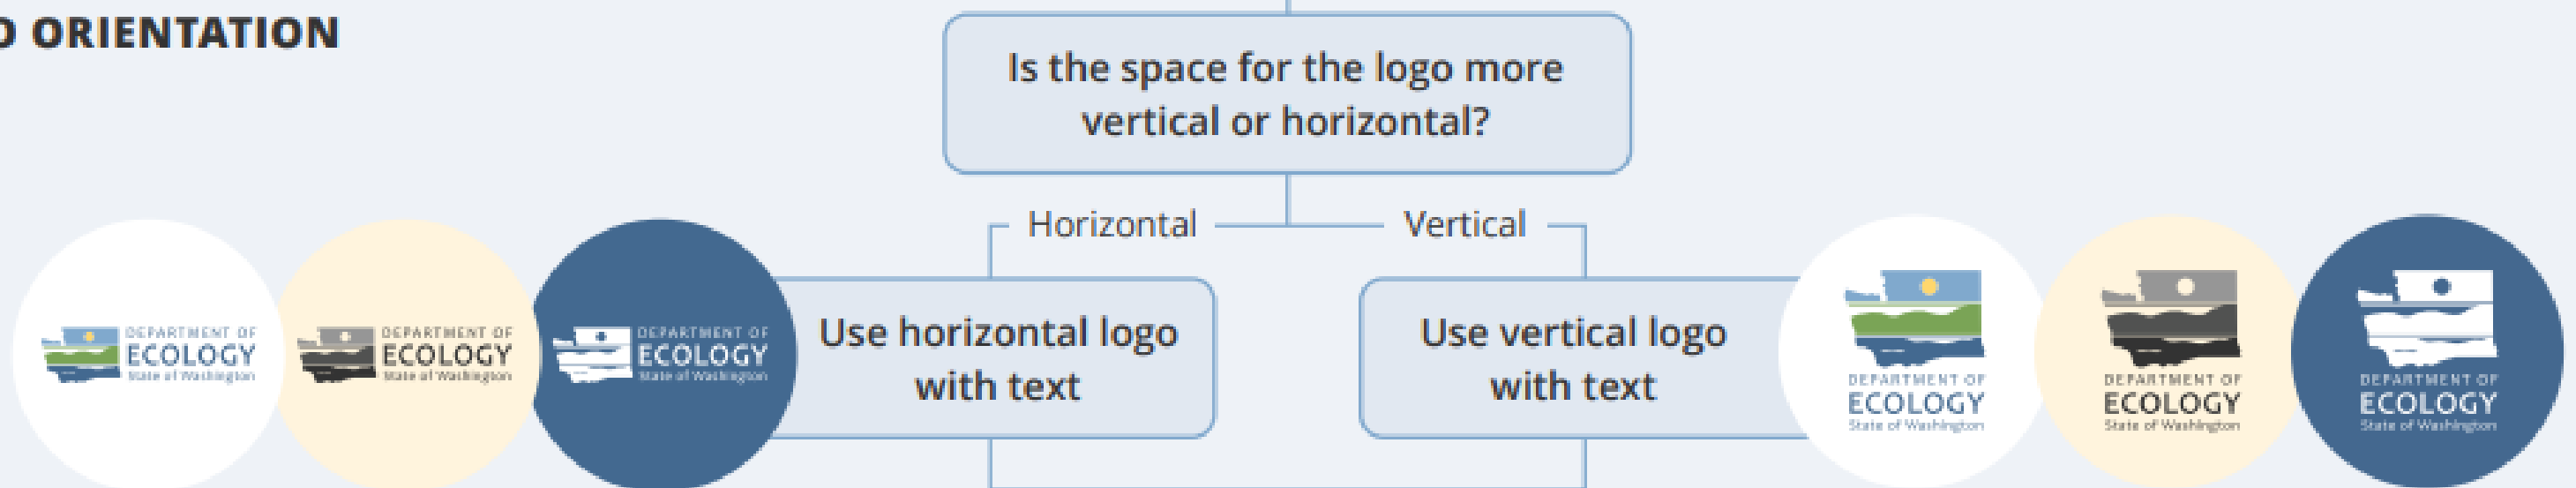 O ORIENTATION
Is the space for the logo more
vertical or horizontal?
Horizontal
Vertical
DEPARTMENT OF
ECOLOGY
State of Washington
DEPARTMENT OF
ECOLOGY
State of Washington
DEPARTMENT OF
ECOLOGY
State of Washington
Use horizontal logo
with text
Use vertical logo
with text
DEPARTMENT OF
ECOLOGY
State of Washington
DEPARTMENT OF
ECOLOGY
State of Washington
DEPARTMENT OF
ECOLOGY
State of Washington